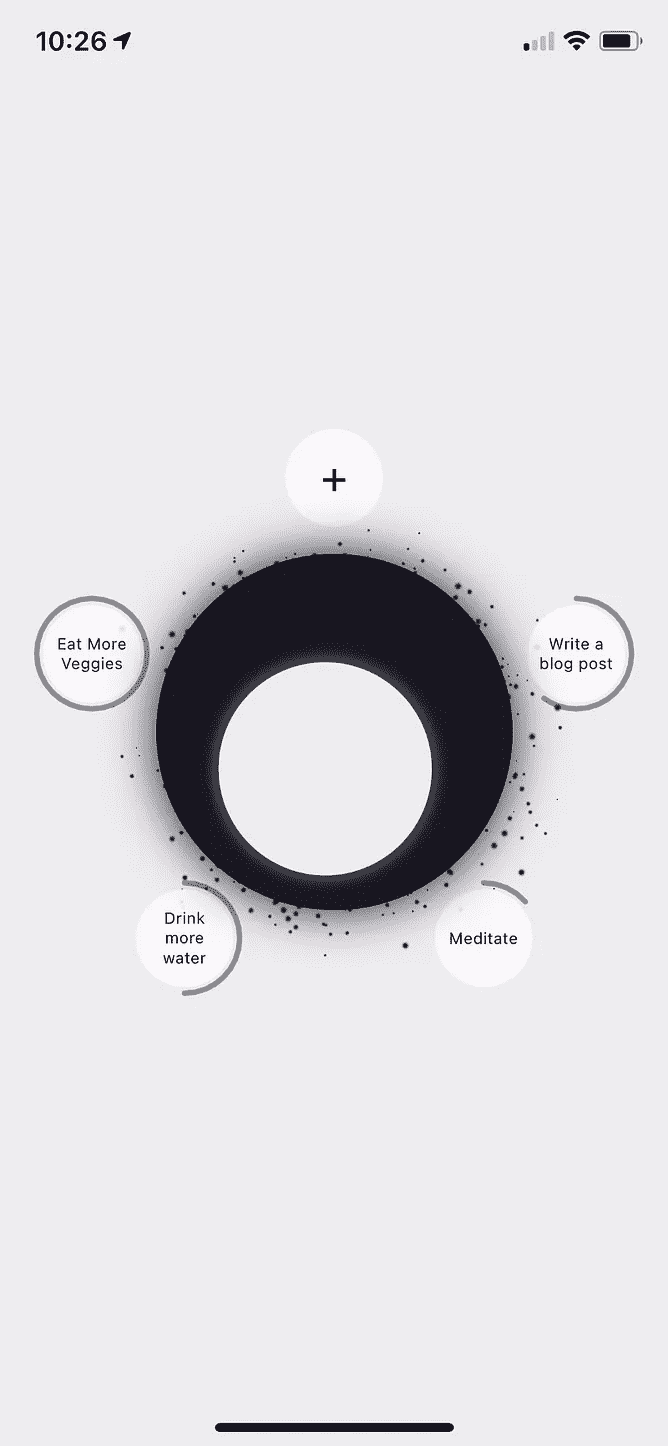 10:26
+
Eat More
Veggies
Write a
blog post
Drink
more
water
Meditate